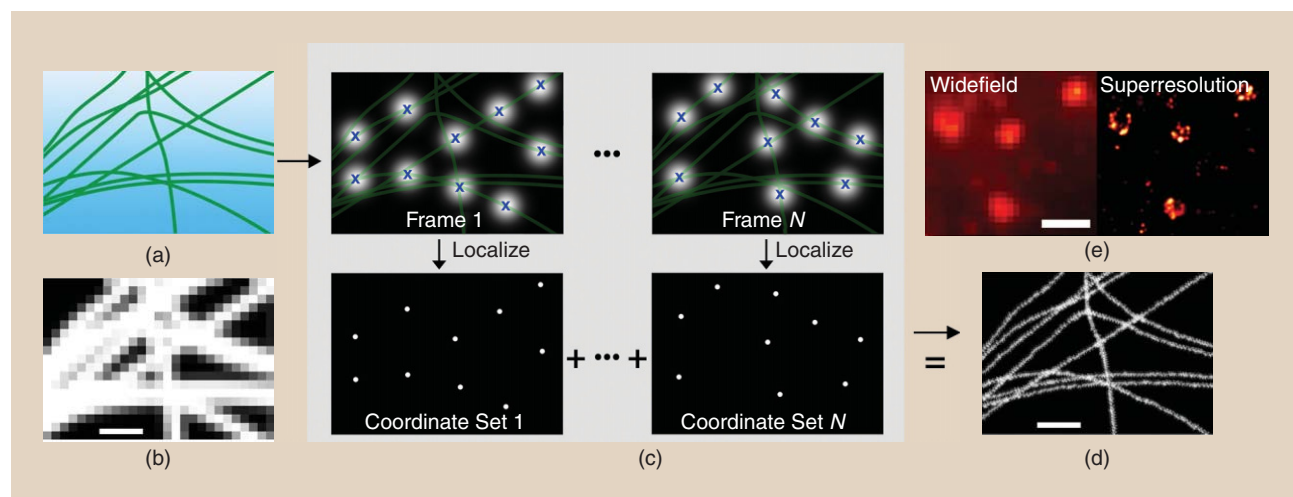 (a)
(b)
x x x x x x x x x x
Frame 1
Localize
Coordinate Set 1
+ ••• +
•••
x x x x x x x x x
Frame N
Localize
Coordinate Set N
(c)
=
Widefield
Superresolution
(e)
(d)